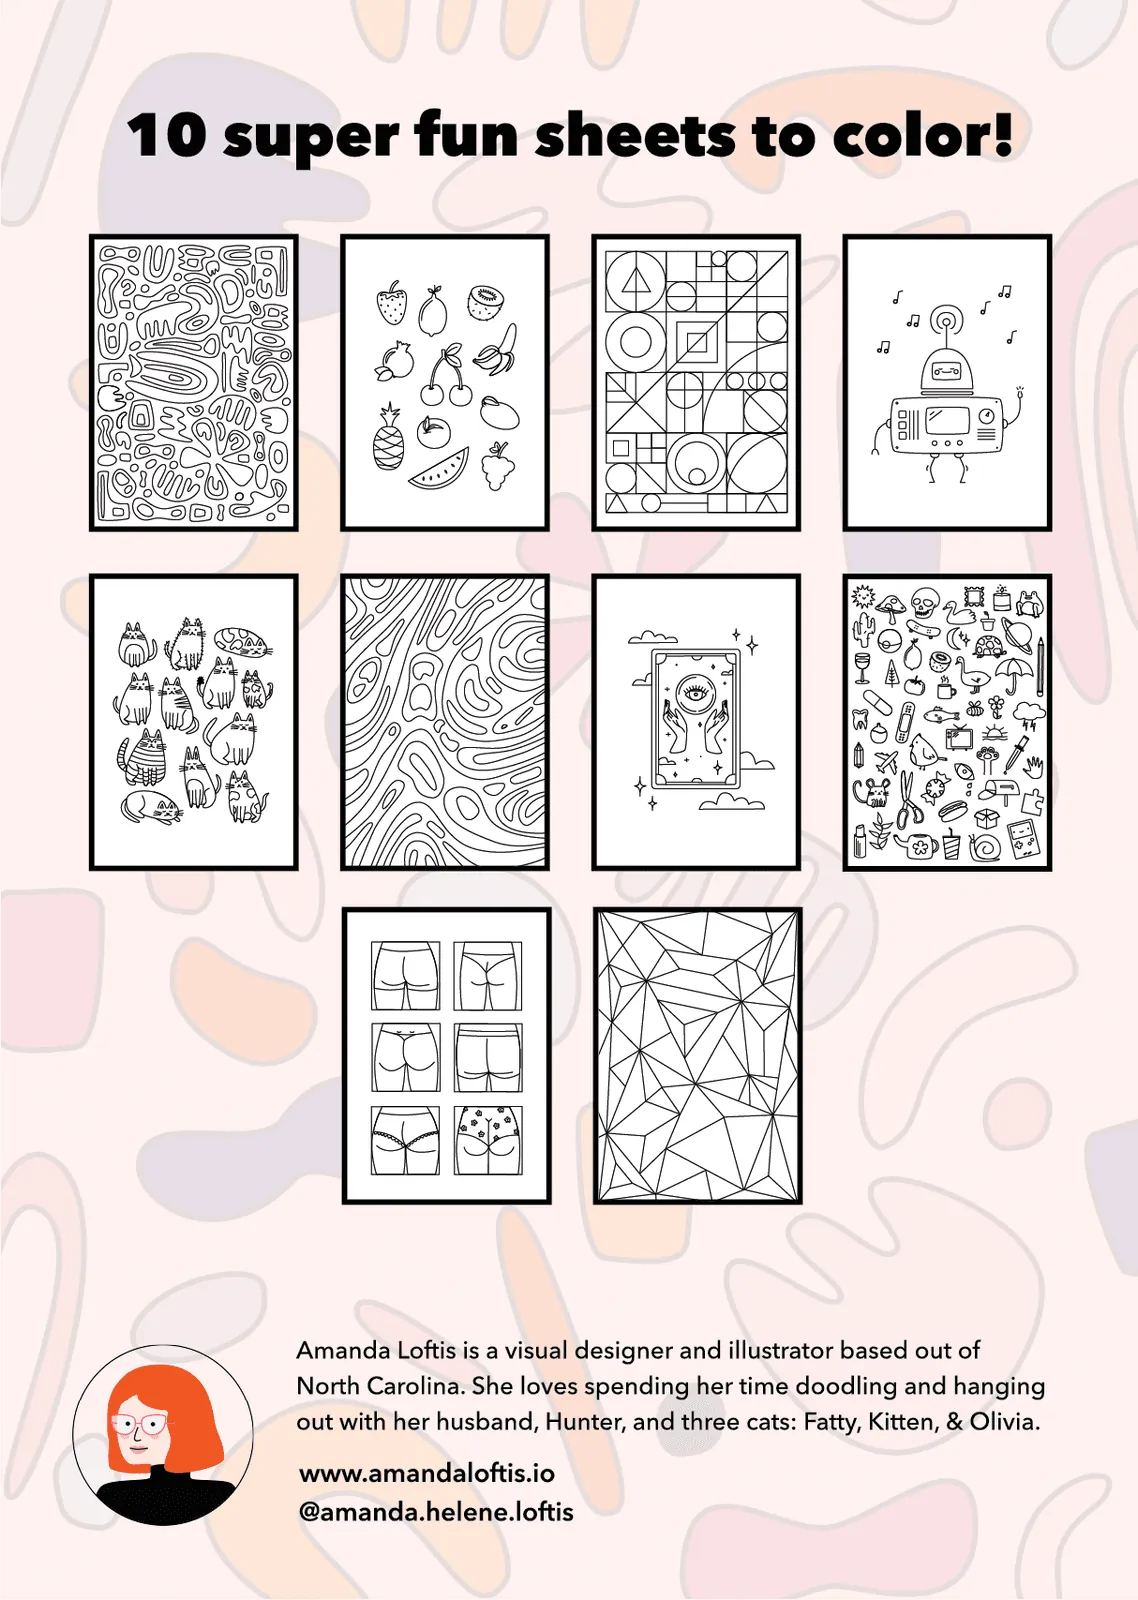 10 super fun sheets to color!
Amanda Loftis is a visual designer and illustrator based out of
North Carolina. She loves spending her time doodling and hanging
out with her husband, Hunter, and three cats: Fatty, Kitten, & Olivia.
www.amandaloftis.io
@amanda.helene.loftis